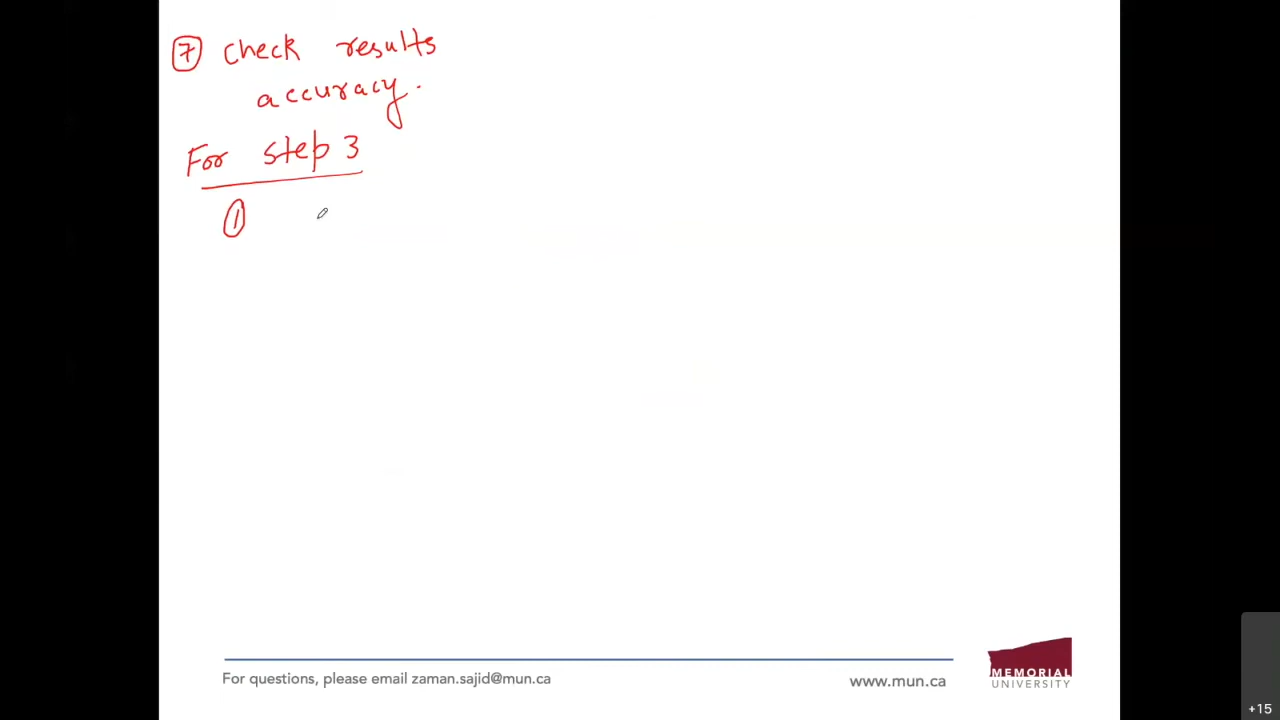 ⑦ Check results
accuracy.
For step 3
①
For questions, please email zaman.sajid@mun.ca
www.mun.ca
MEMORIAL
UNIVERSITY
+15